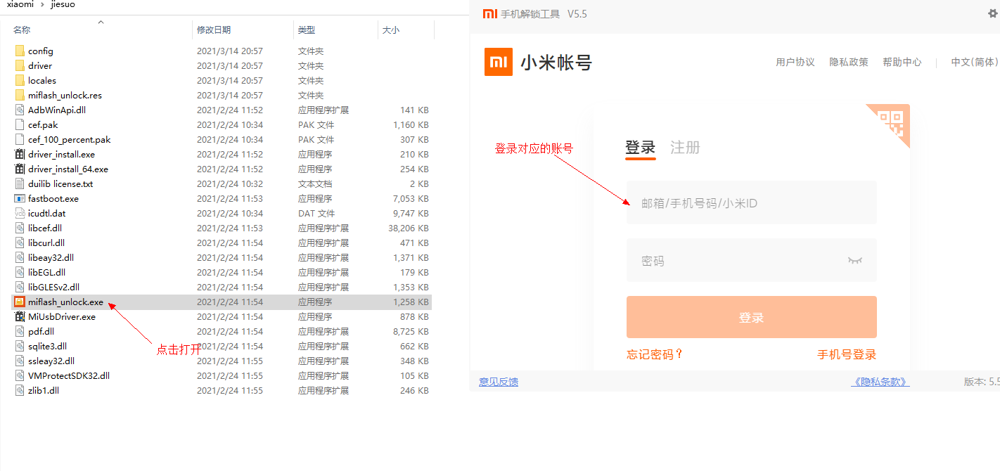 xiaomi › jiesuo
名称 修改日期 类型 大小
config 2021/3/14 20:57 文件夹
driver 2021/3/14 20:57 文件夹
locales 2021/3/14 20:57 文件夹
miflash_unlock.res 2021/3/14 20:57 文件夹
AdbWinApi.dll 2021/2/24 11:52 应用程序扩展 141 KB
cef.pak 2021/2/24 10:34 PAK 文件 1,160 KB
cef_100_percent.pak 2021/2/24 10:34 PAK 文件 307 KB
driver_install.exe 2021/2/24 11:52 应用程序 210 KB
driver_install_64.exe 2021/2/24 11:52 应用程序 254 KB
duilib license.txt 2021/2/24 10:32 文本文档 2 KB
fastboot.exe 2021/2/24 11:53 应用程序 7,053 KB
icudtl.dat 2021/2/24 10:34 DAT 文件 9,747 KB
libcef.dll 2021/2/24 11:53 应用程序扩展 38,206 KB
libcurl.dll 2021/2/24 11:54 应用程序扩展 471 KB
libeay32.dll 2021/2/24 11:54 应用程序扩展 1,371 KB
libEGL.dll 2021/2/24 11:54 应用程序扩展 179 KB
libGLESv2.dll 2021/2/24 11:54 应用程序扩展 1,353 KB
miflash_unlock.exe 2021/2/24 11:54 应用程序 1,258 KB
MiUsbDriver.exe 2021/2/24 11:54 应用程序 878 KB
pdf.dll 2021/2/24 11:54 应用程序扩展 8,725 KB
sqlite3.dll 2021/2/24 11:54 应用程序扩展 662 KB
点击打开
ssleay32.dll 2021/2/24 11:55 应用程序扩展 348 KB
VMProtectSDK32.dll 2021/2/24 11:55 应用程序扩展 105 KB
zlib1.dll 2021/2/24 11:55 应用程序扩展 246 KB
mi 手机解锁工具 V5.5
mi 小米帐号 用户协议 隐私政策 帮助中心 | 中文(简体)
登录 注册
登录对应的账号
邮箱/手机号码/小米ID
密码
登录
忘记密码？ 手机号登录
意见反馈 《隐私条款》 版本: 5.5